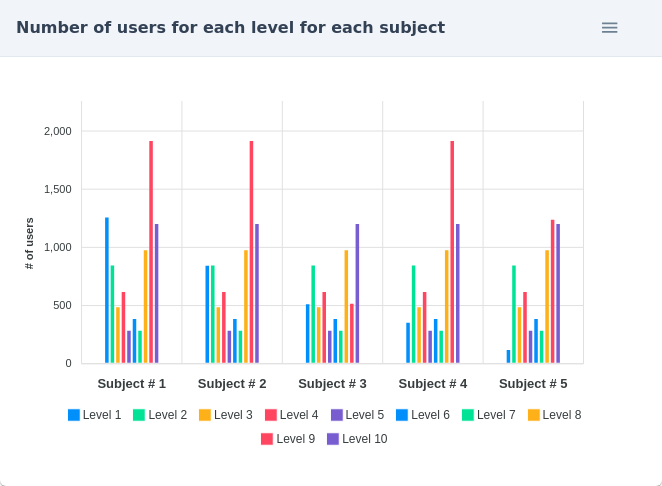 Number of users for each level for each subject
2,000
1,500
1,000
500
0
# of users
Subject # 1 Subject # 2 Subject # 3 Subject # 4 Subject # 5
Level 1 Level 2 Level 3 Level 4 Level 5 Level 6 Level 7 Level 8
Level 9 Level 10